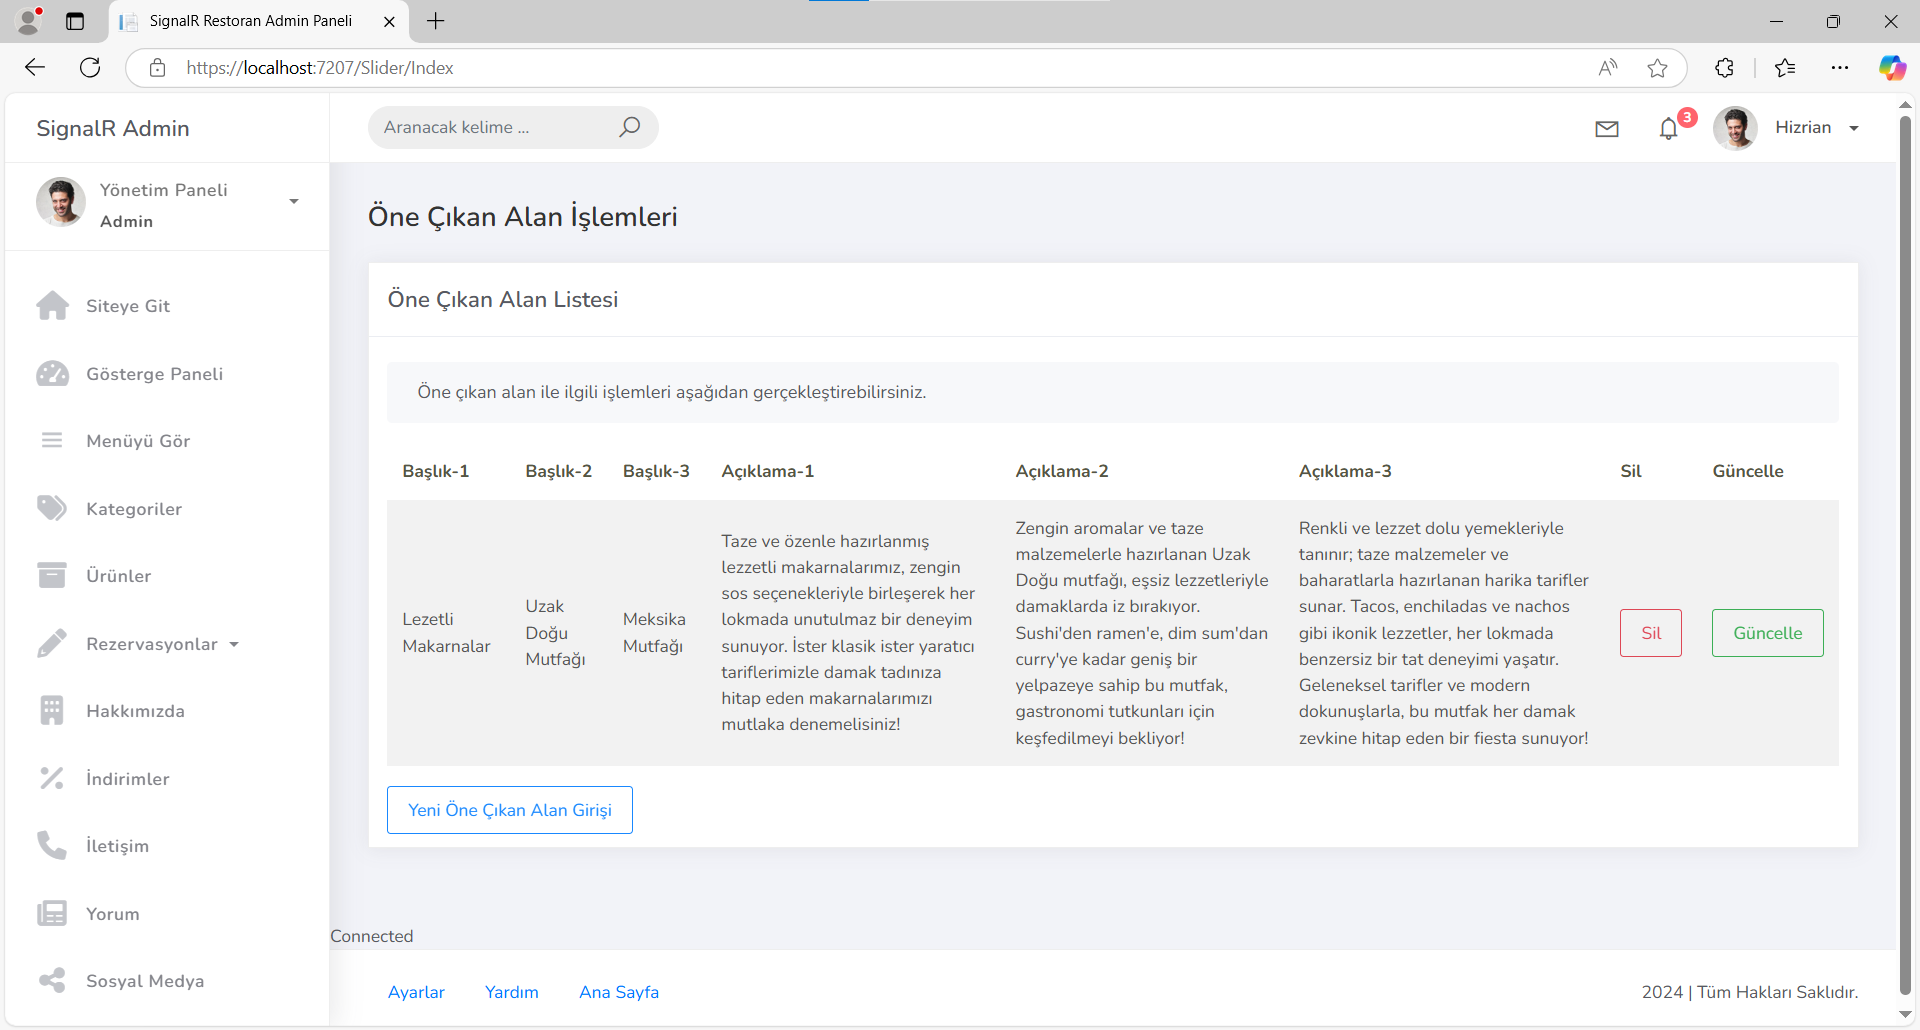 SignalR Restoran Admin Paneli
https://localhost:7207/Slider/Index
SignalR Admin
Aranacak kelime ...
3
Hizrian
Yönetim Paneli
Admin
Siteye Git
Gösterge Paneli
Menüyü Gör
Kategoriler
Ürünler
Rezervasyonlar
Hakkımızda
İndirimler
İletişim
Yorum
Sosyal Medya
Öne Çıkan Alan İşlemleri
Öne Çıkan Alan Listesi
Öne çıkan alan ile ilgili işlemleri aşağıdan gerçekleştirebilirsiniz.
Başlık-1 Başlık-2 Başlık-3 Açıklama-1 Açıklama-2 Açıklama-3 Sil Güncelle
Lezetli
Makarnalar
Uzak
Doğu
Mutfağı
Meksika
Mutfağı
Taze ve özenle hazırlanmış
lezzetli makarnalarımız, zengin
sos seçenekleriyle birleşerek her
lokmada unutulmaz bir deneyim
sunuyor. İster klasik ister yaratıcı
tariflerimizle damak tadınıza
hitap eden makarnalarımızı
mutlaka denemelisiniz!
Zengin aromalar ve taze
malzemelerle hazırlanan Uzak
Doğu mutfağı, eşsiz lezzetleriyle
damaklarda iz bırakıyor.
Sushi'den ramen'e, dim sum'dan
curry'ye kadar geniş bir
yelpazeye sahip bu mutfak,
gastronomi tutkunları için
keşfedilmeyi bekliyor!
Renkli ve lezzet dolu yemekleriyle
tanınır; taze malzemeler ve
baharatlarla hazırlanan harika tarifler
sunar. Tacos, enchiladas ve nachos
gibi ikonik lezzetler, her lokmada
benzersiz bir tat deneyimi yaşatır.
Geleneksel tarifler ve modern
dokunuşlarla, bu mutfak her damak
zevkine hitap eden bir fiesta sunuyor!
Sil
Güncelle
Yeni Öne Çıkan Alan Girişi
Connected
Ayarlar Yardım Ana Sayfa
2024 | Tüm Hakları Saklıdır.